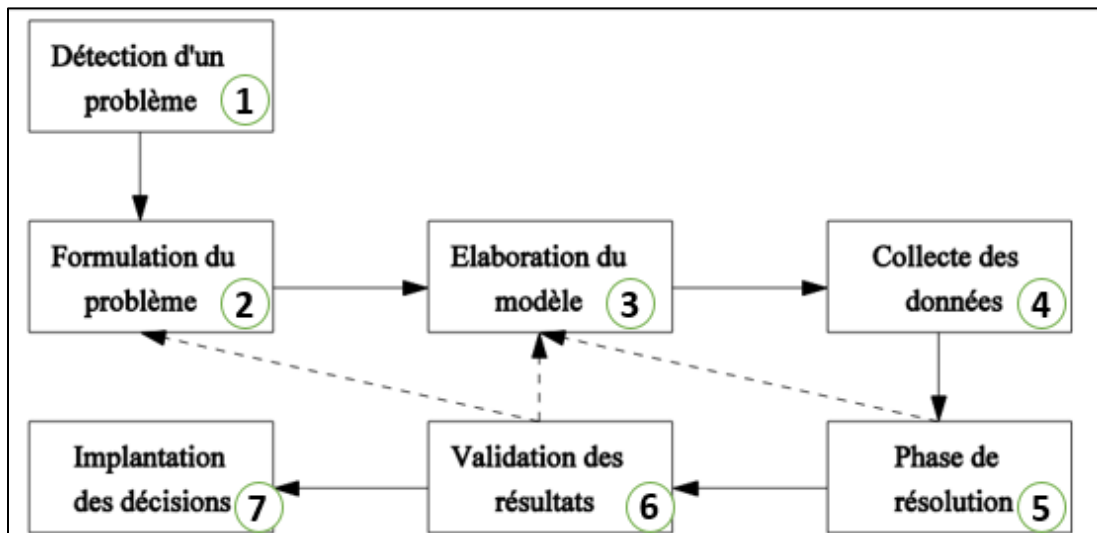 Détection d'un
problème 1
Formulation du
problème 2
Elaboration du
modèle 3
Collecte des
données 4
Phase de
résolution 5
Validation des
résultats 6
Implantation
des décisions 7